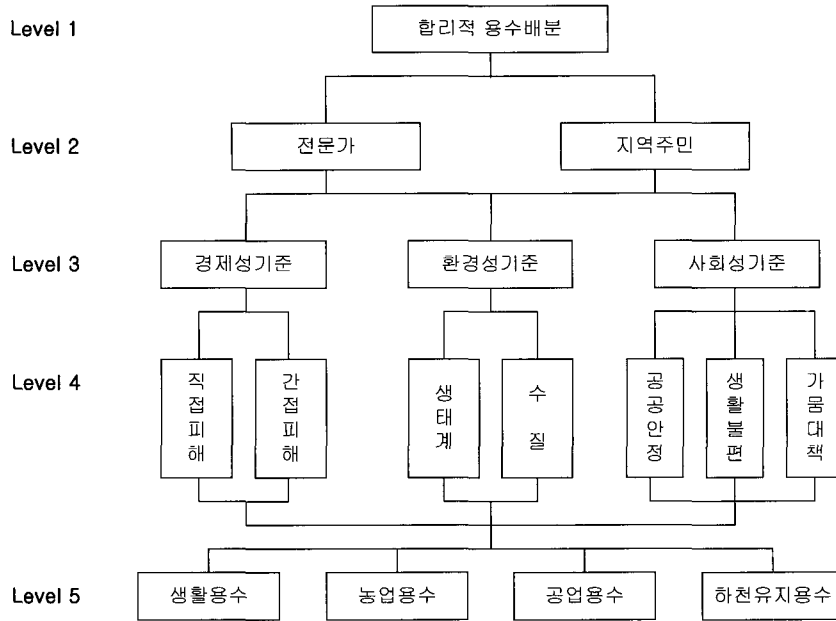 Level 1 합리적 용수배분
Level 2 전문가 지역주민
Level 3 경제성기준 환경성기준 사회성기준
Level 4 직접피해 간접피해 생태계 수질 공공안정 생활불편 가뭄대책
Level 5 생활용수 농업용수 공업용수 하천유지용수